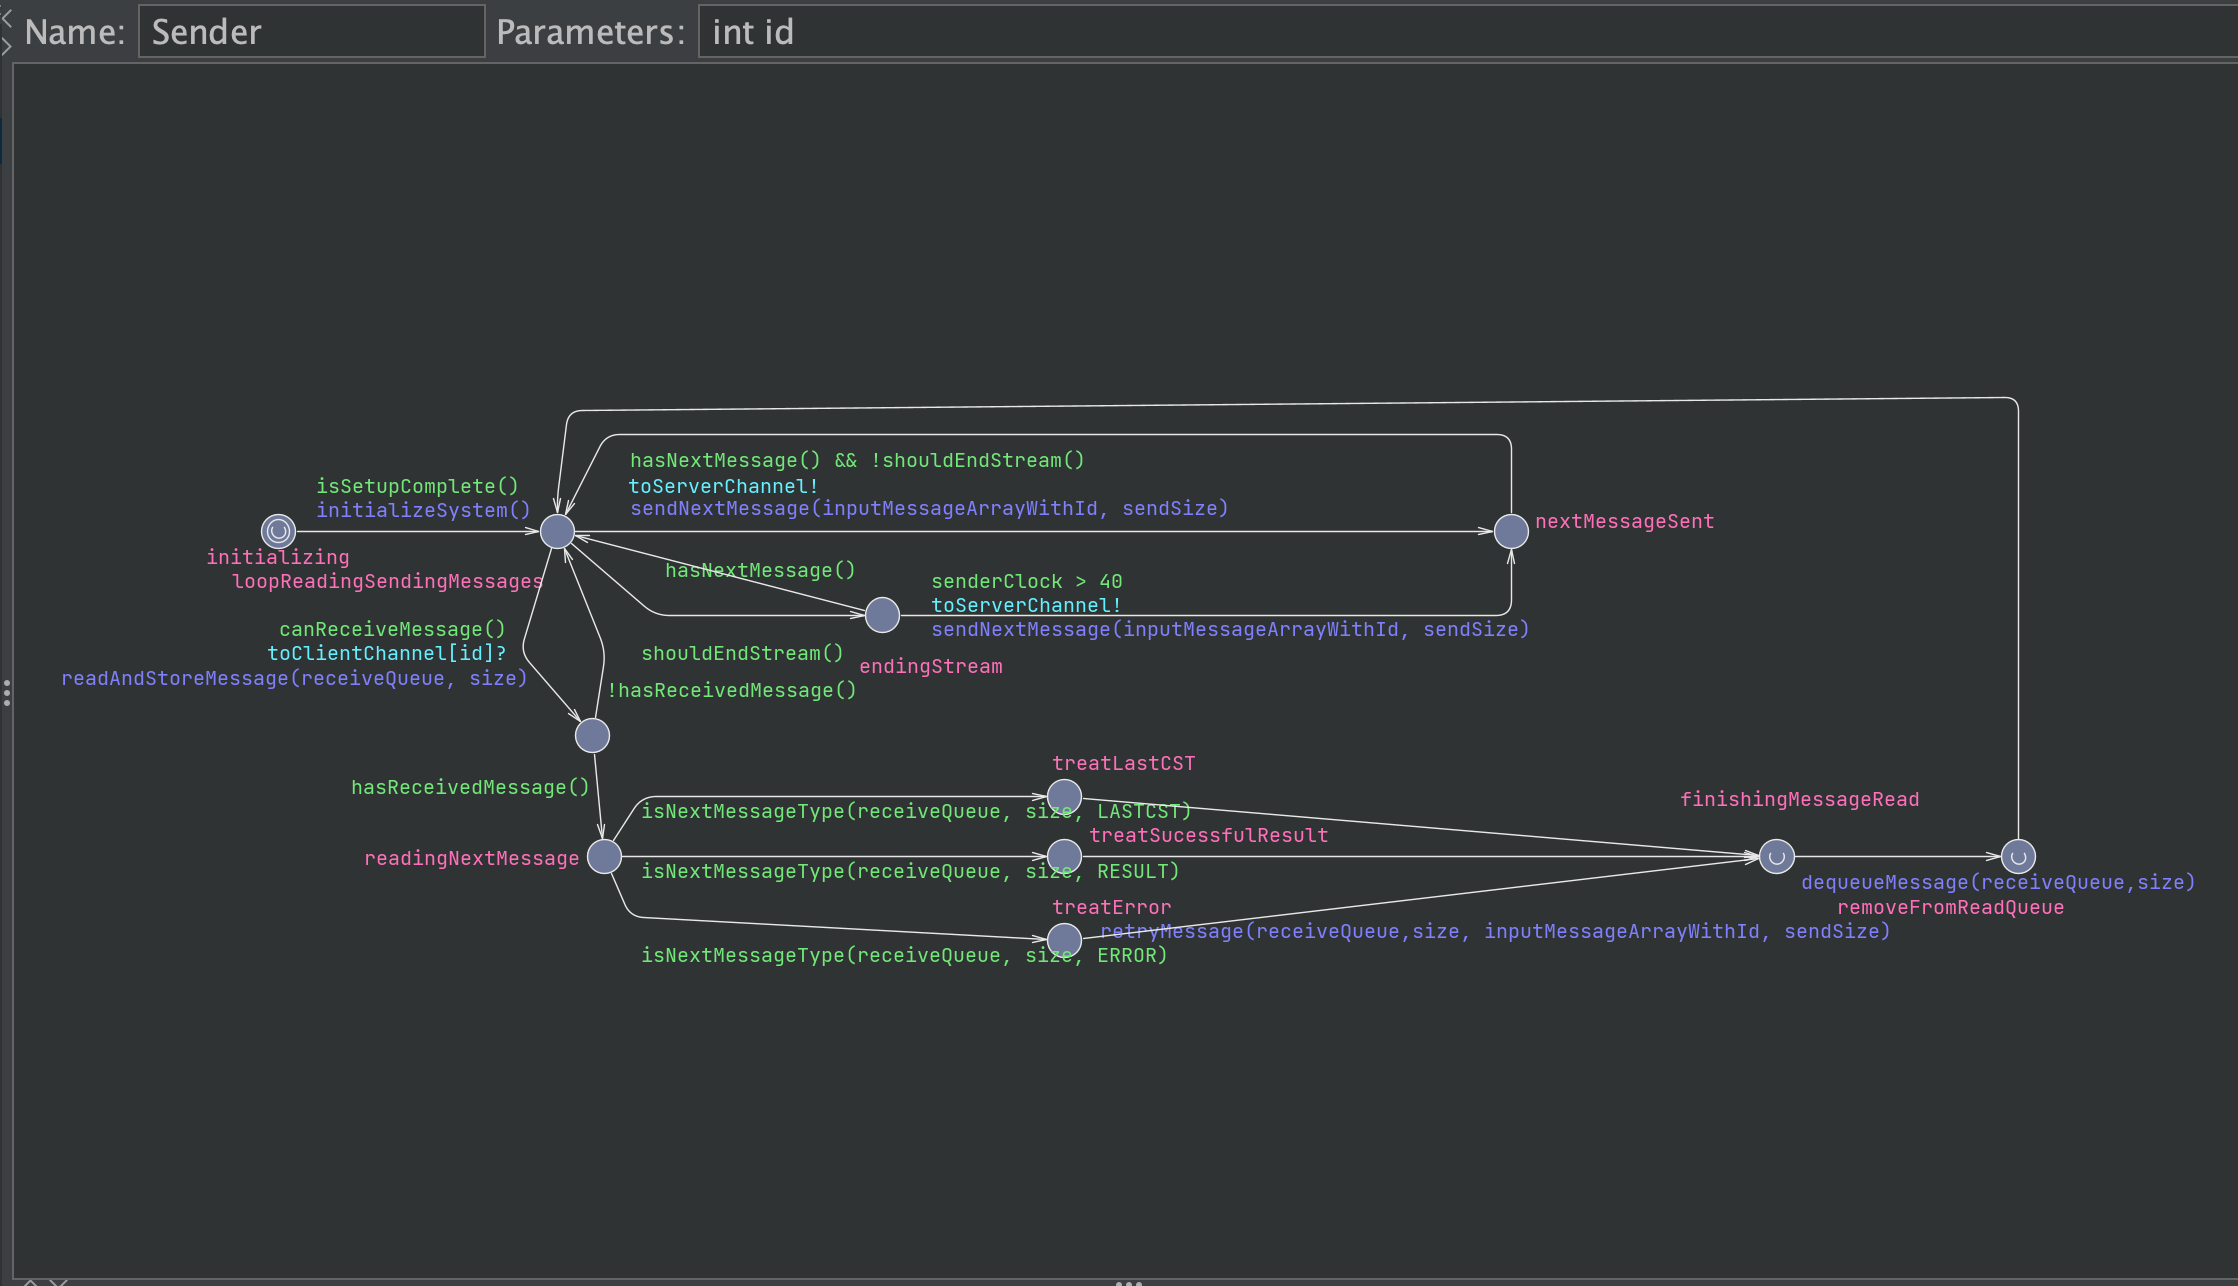 Name: Sender Parameters: int id
hasNextMessage() && !shouldEndStream()
toServerChannel!
sendNextMessage(inputMessageArrayWithId, sendSize)
isSetupComplete()
initializeSystem()
nextMessageSent
initializing
loopReadingSendingMessages
hasNextMessage()
senderClock > 40
toServerChannel!
sendNextMessage(inputMessageArrayWithId, sendSize)
canReceiveMessage()
toClientChannel[id]?
readAndStoreMessage(receiveQueue, size)
shouldEndStream()
endingStream
!hasReceivedMessage()
hasReceivedMessage()
treatLastCST
isNextMessageType(receiveQueue, size, LASTCST)
finishingMessageRead
treatSucessfulResult
readingNextMessage
isNextMessageType(receiveQueue, size, RESULT)
dequeueMessage(receiveQueue,size)
removeFromReadQueue
treatError
retryMessage(receiveQueue,size, inputMessageArrayWithId, sendSize)
isNextMessageType(receiveQueue, size, ERROR)